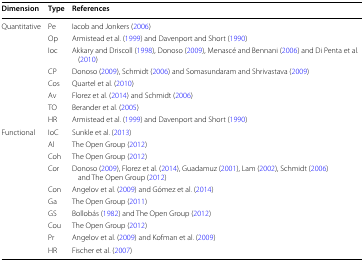 Dimension Type References
Quantitative Pe Iacob and Jonkers (2006)
Op Armistead et al. (1999) and Davenport and Short (1990)
Ioc Akkary and Driscoll (1998), Donoso (2009), Menascé and Bennani (2006) and Di Penta et al.
(2010)
CP Donoso (2009), Schmidt (2006) and Somasundaram and Shrivastava (2009)
Cos Quartel et al. (2010)
Av Florez et al. (2014) and Schmidt (2006)
TO Berander et al. (2005)
HR Armistead et al. (1999) and Davenport and Short (1990)
Functional IoC Sunkle et al. (2013)
Al The Open Group (2012)
Coh The Open Group (2012)
Cor Donoso (2009), Florez et al. (2014), Guadamuz (2001), Lam (2002), Schmidt (2006)
and The Open Group (2012)
Con Angelov et al. (2009) and Gómez et al. (2014)
Ga The Open Group (2011)
GS Bollobás (1982) and The Open Group (2012)
Cou The Open Group (2012)
Pr Angelov et al. (2009) and Kofman et al. (2009)
HR Fischer et al. (2007)